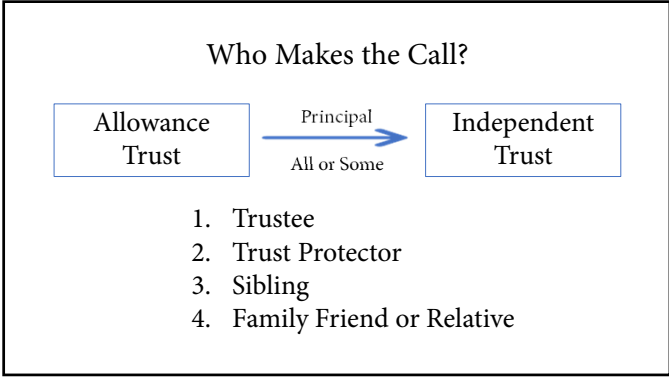 Who Makes the Call?
Allowance
Trust
Principal
All or Some
Independent
Trust
1. Trustee
2. Trust Protector
3. Sibling
4. Family Friend or Relative